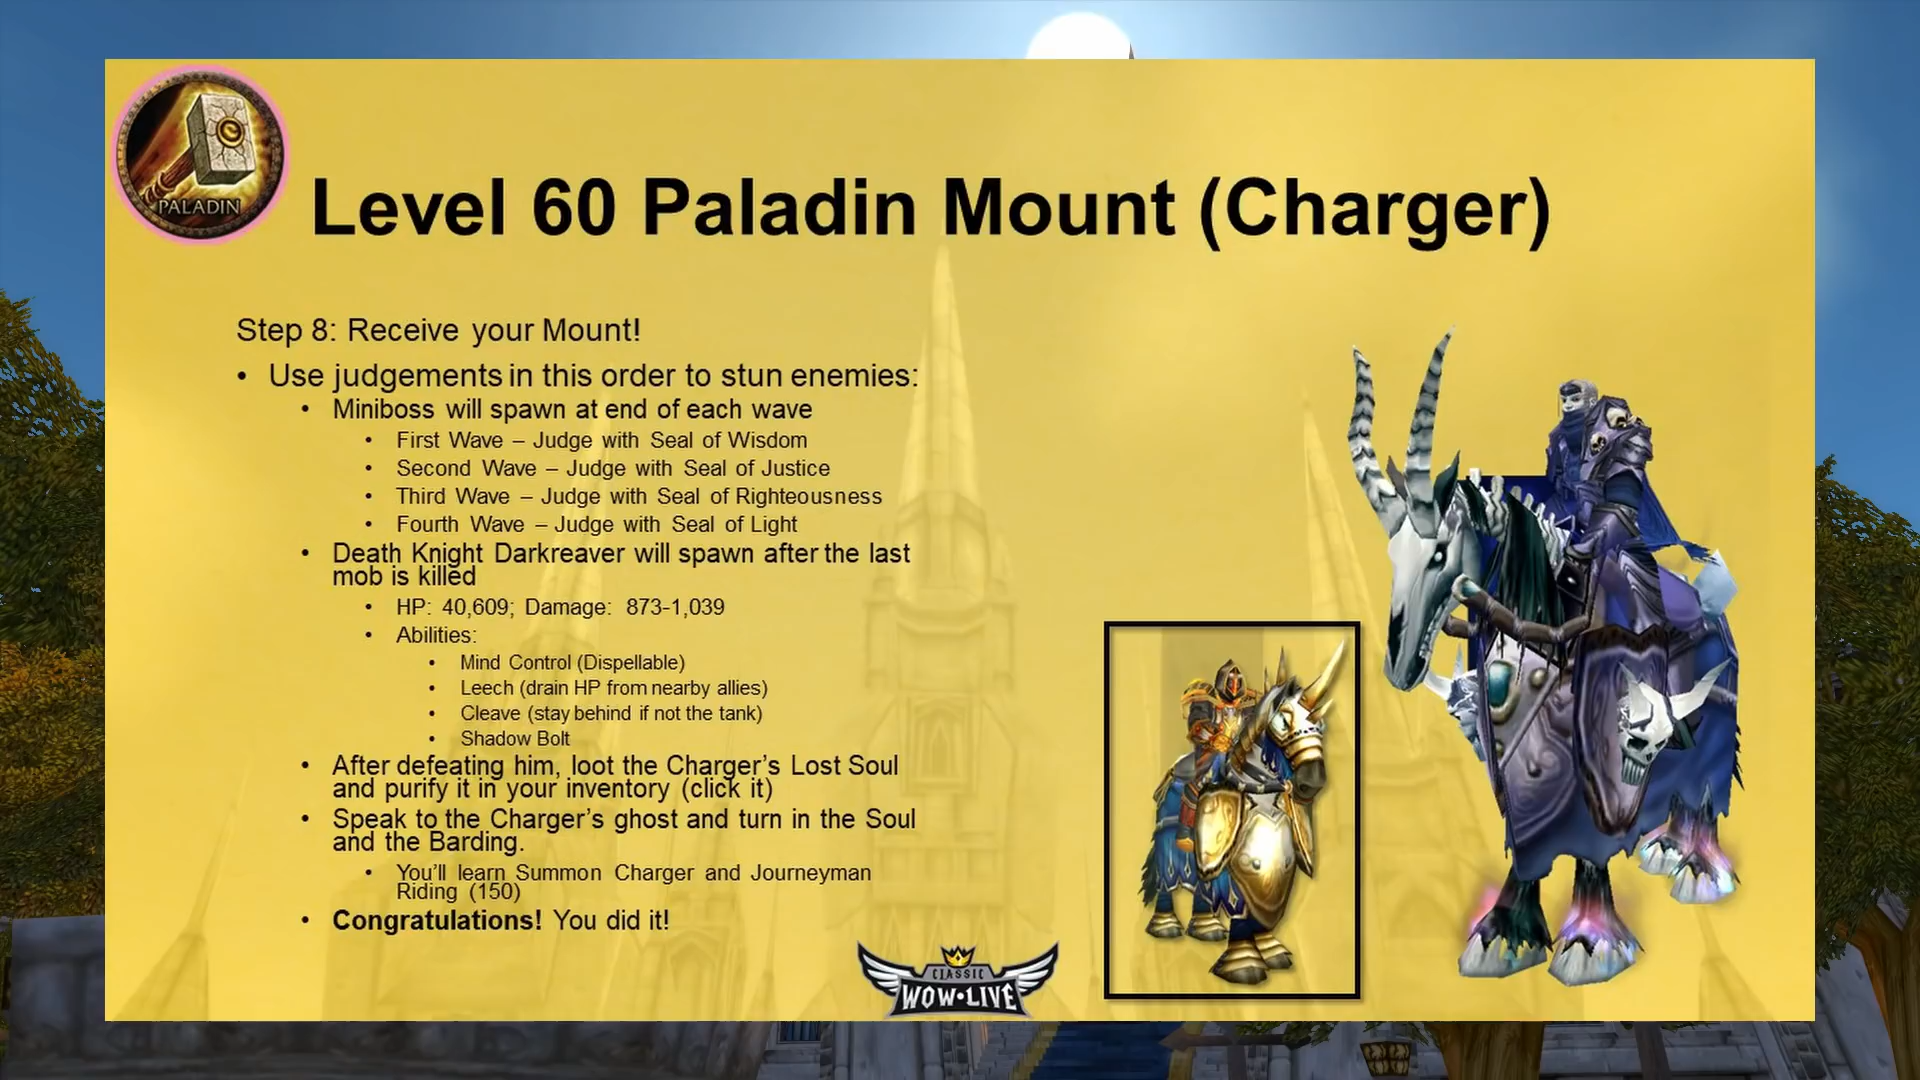 PALADIN
Level 60 Paladin Mount (Charger)
Step 8: Receive your Mount!
• Use judgements in this order to stun enemies:
• Miniboss will spawn at end of each wave
• First Wave – Judge with Seal of Wisdom
• Second Wave – Judge with Seal of Justice
• Third Wave – Judge with Seal of Righteousness
• Fourth Wave – Judge with Seal of Light
• Death Knight Darkreaver will spawn after the last
mob is killed
• HP: 40,609; Damage: 873-1,039
• Abilities:
• Mind Control (Dispellable)
• Leech (drain HP from nearby allies)
• Cleave (stay behind if not the tank)
• Shadow Bolt
• After defeating him, loot the Charger’s Lost Soul
and purify it in your inventory (click it)
• Speak to the Charger’s ghost and turn in the Soul
and the Barding.
• You’ll learn Summon Charger and Journeyman
Riding (150)
• Congratulations! You did it!
CLASSIC
WOW•LIVE